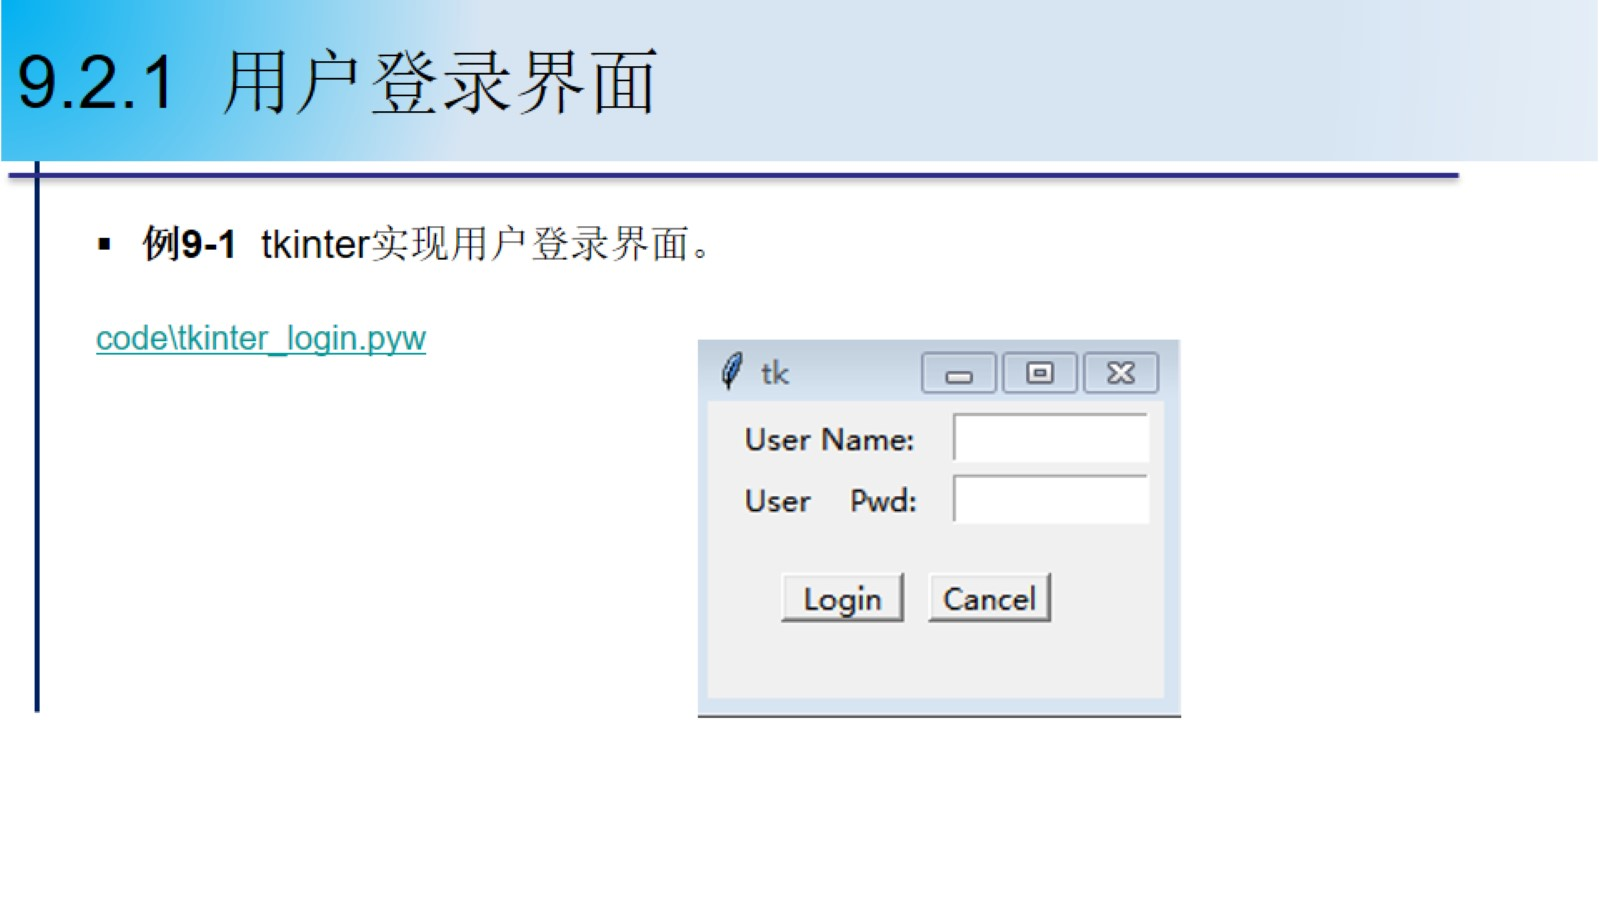 9.2.1 用户登录界面
▪ 例9-1 tkinter实现用户登录界面。
code\tkinter_login.pyw
tk
User Name:
User Pwd:
Login Cancel